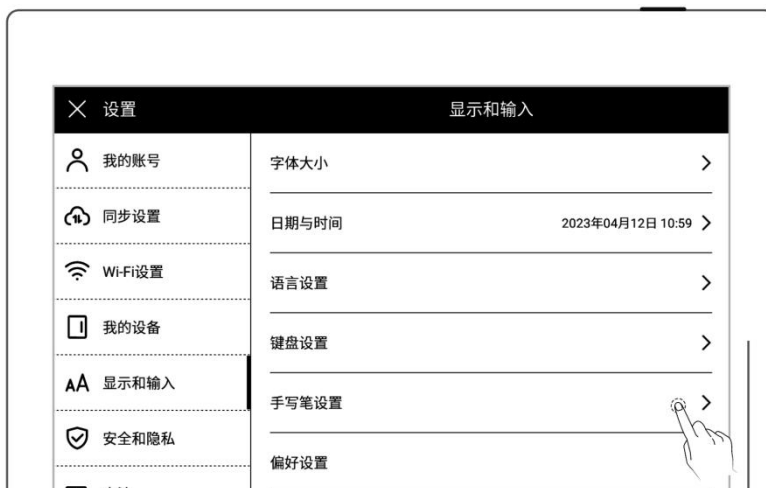 设置
显示和输入
我的账号
同步设置
Wi-Fi设置
我的设备
AA 显示和输入
安全和隐私
字体大小
日期与时间 2023年04月12日 10:59
语言设置
键盘设置
手写笔设置
偏好设置